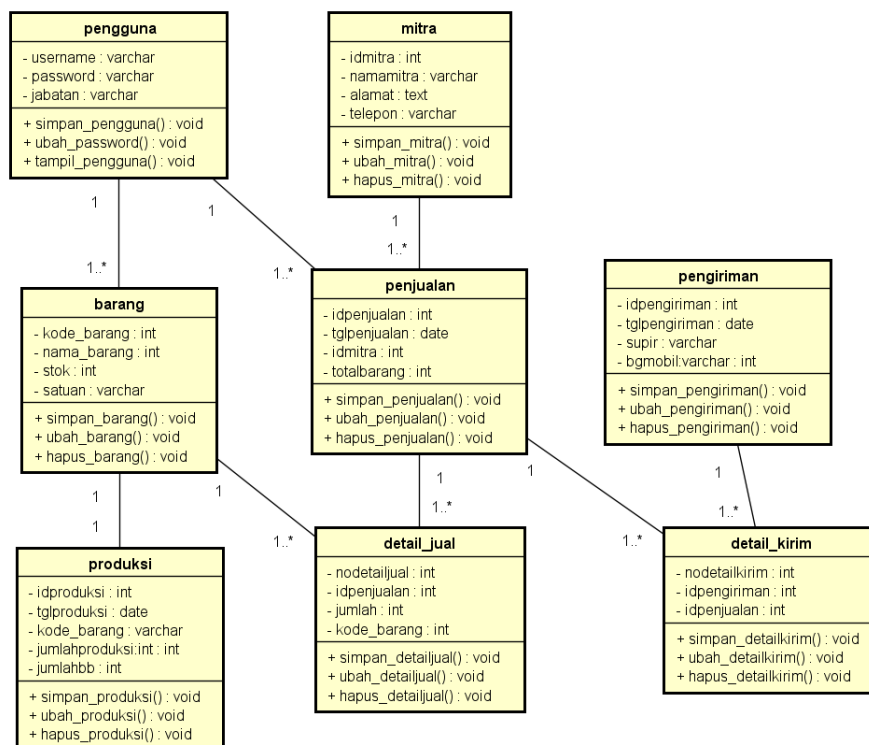 pengguna
- username : varchar
- password : varchar
- jabatan : varchar
+ simpan_pengguna() : void
+ ubah_password() : void
+ tampil_pengguna() : void
mitra
- idmitra : int
- namamitra : varchar
- alamat : text
- telepon : varchar
+ simpan_mitra() : void
+ ubah_mitra() : void
+ hapus_mitra() : void
1
1
1
1..*
1..*
1..*
barang
- kode_barang : int
- nama_barang : int
- stok : int
- satuan : varchar
+ simpan_barang() : void
+ ubah_barang() : void
+ hapus_barang() : void
penjualan
- idpenjualan : int
- tglpenjualan : date
- idmitra : int
- totalbarang : int
+ simpan_penjualan() : void
+ ubah_penjualan() : void
+ hapus_penjualan() : void
pengiriman
- idpengiriman : int
- tglpengiriman : date
- supir : varchar
- bgmobil:varchar : int
+ simpan_pengiriman() : void
+ ubah_pengiriman() : void
+ hapus_pengiriman() : void
1
1
1
1
1
1
1..*
1..*
1..*
1..*
produksi
- idproduksi : int
- tglproduksi : date
- kode_barang : varchar
- jumlahproduksi:int : int
- jumlahbb : int
+ simpan_produksi() : void
+ ubah_produksi() : void
+ hapus_produksi() : void
detail_jual
- nodetailjual : int
- idpenjualan : int
- jumlah : int
- kode_barang : int
+ simpan_detailjual() : void
+ ubah_detailjual() : void
+ hapus_detailjual() : void
detail_kirim
- nodetailkirim : int
- idpengiriman : int
- idpenjualan : int
+ simpan_detailkirim() : void
+ ubah_detailkirim() : void
+ hapus_detailkirim() : void